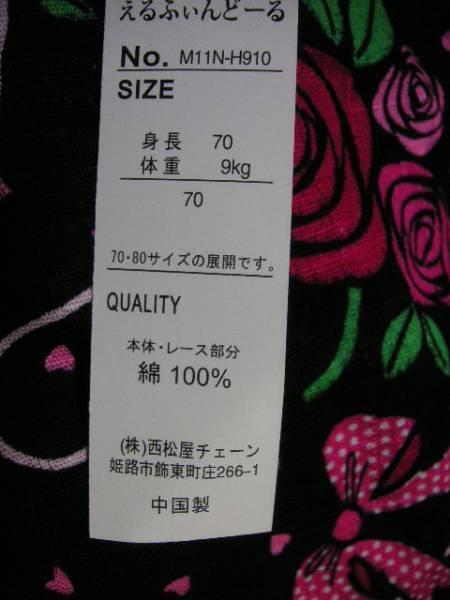 えるふぃんどーる
No. M11N-H910
SIZE
身長 70
体重 9kg
70
70・80サイズの展開です。
QUALITY
本体・レース部分
綿 100%
(株)西松屋チェーン
姫路市飾東町庄266-1
中国製